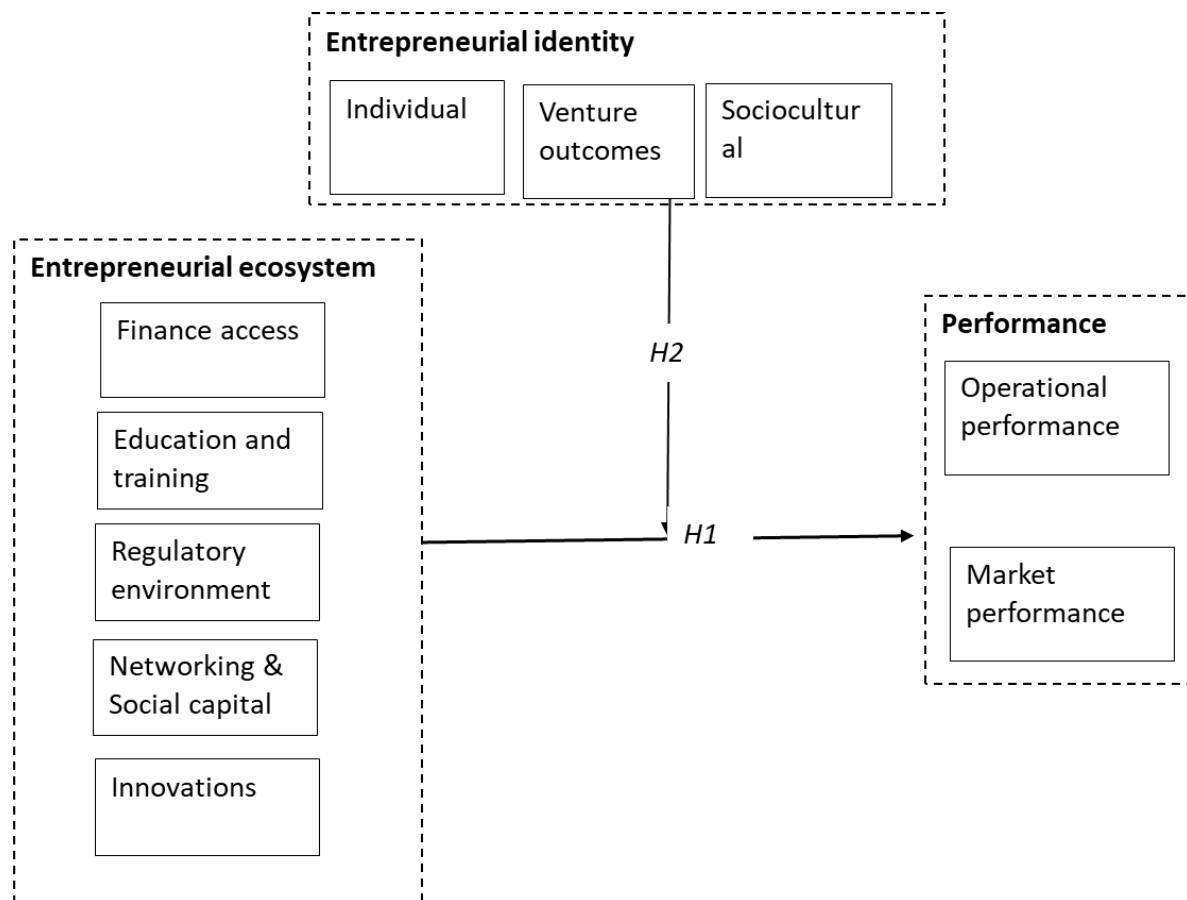 Entrepreneurial identity
Individual
Venture
outcomes
Sociocultur
al
Entrepreneurial ecosystem
Finance access
Education and
training
Regulatory
environment
Networking &
Social capital
Innovations
H2
H1
Performance
Operational
performance
Market
performance